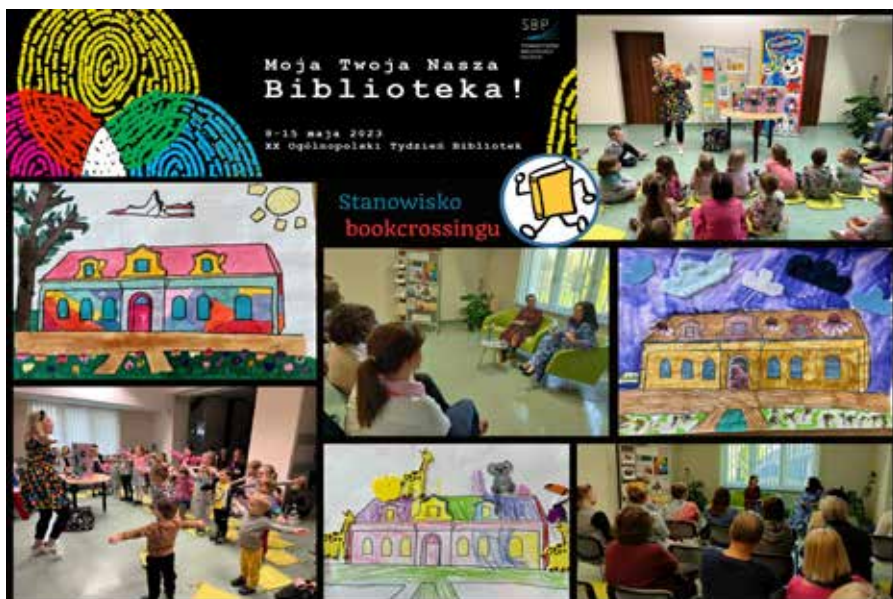 SBP
Moja Twoja Nasza
Biblioteka!
8-15 maja 2023
XX Ogólnopolski Tydzień Bibliotek
Stanowisko
bookcrossingu